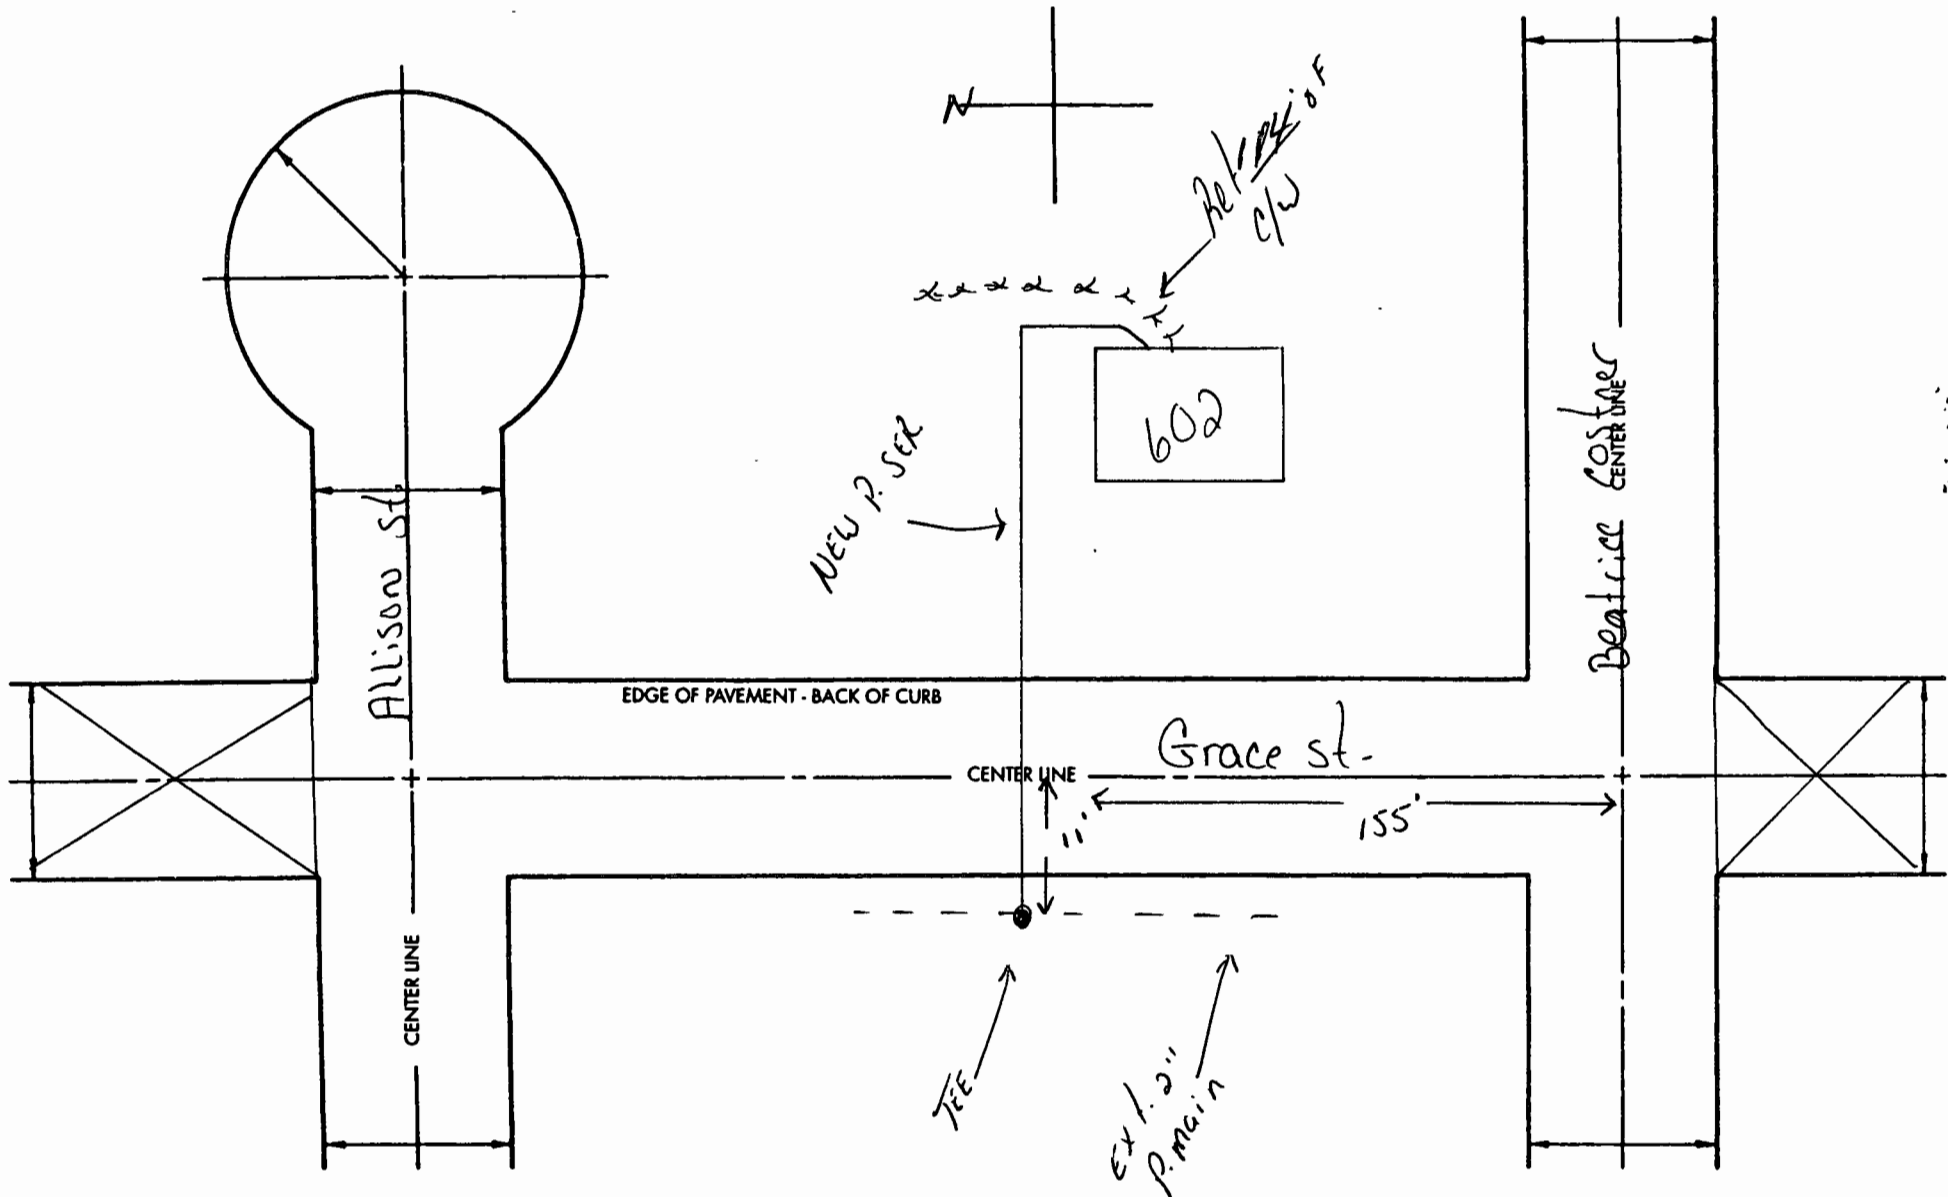 N
C/W
602
NEW P. SER
Allison St.
Beatrice Costner
CENTER LINE
EDGE OF PAVEMENT - BACK OF CURB
Grace St.
CENTER LINE
11'
155'
CENTER LINE
TEE
Ext. 2"
P. main